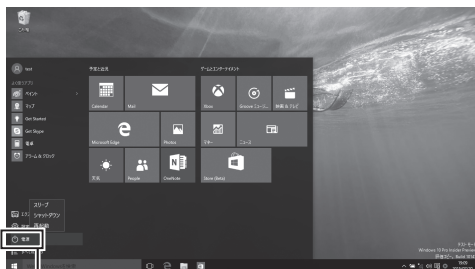 ごみ箱
test
予定と近況
ゲームとエンターテイメント
よく使うアプリ
ペイント
マップ
Get Started
Get Skype
電卓
アラーム & クロック
Calendar
Mail
Xbox
Groove ミュージ...
映画 & テレビ
Microsoft Edge
Photos
マネー
ニュース
天気
People
OneNote
Store (Beta)
スリープ
シャットダウン
再起動
電源
Windows 10 Pro Insider Preview